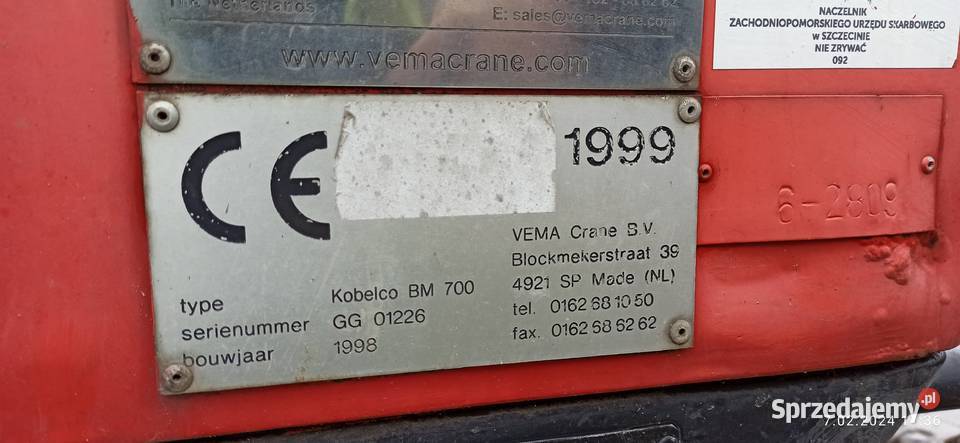 The Netherlands
E: sales@vemacrane.com
www.vemacrane.com
NACZELNIK
ZACHODNIOPOMORSKIEGO URZĘDU SKARBOWEGO
w SZCZECINIE
NIE ZRYWAĆ
092
CE 1999
6-2809
VEMA Crane B.V.
Blockmekerstraat 39
4921 SP Made (NL)
tel. 0162 68 10 50
fax. 0162 68 62 62
type Kobelco BM 700
serienummer GG 01226
bouwjaar 1998
Sprzedajemy.pl
7.02.2024